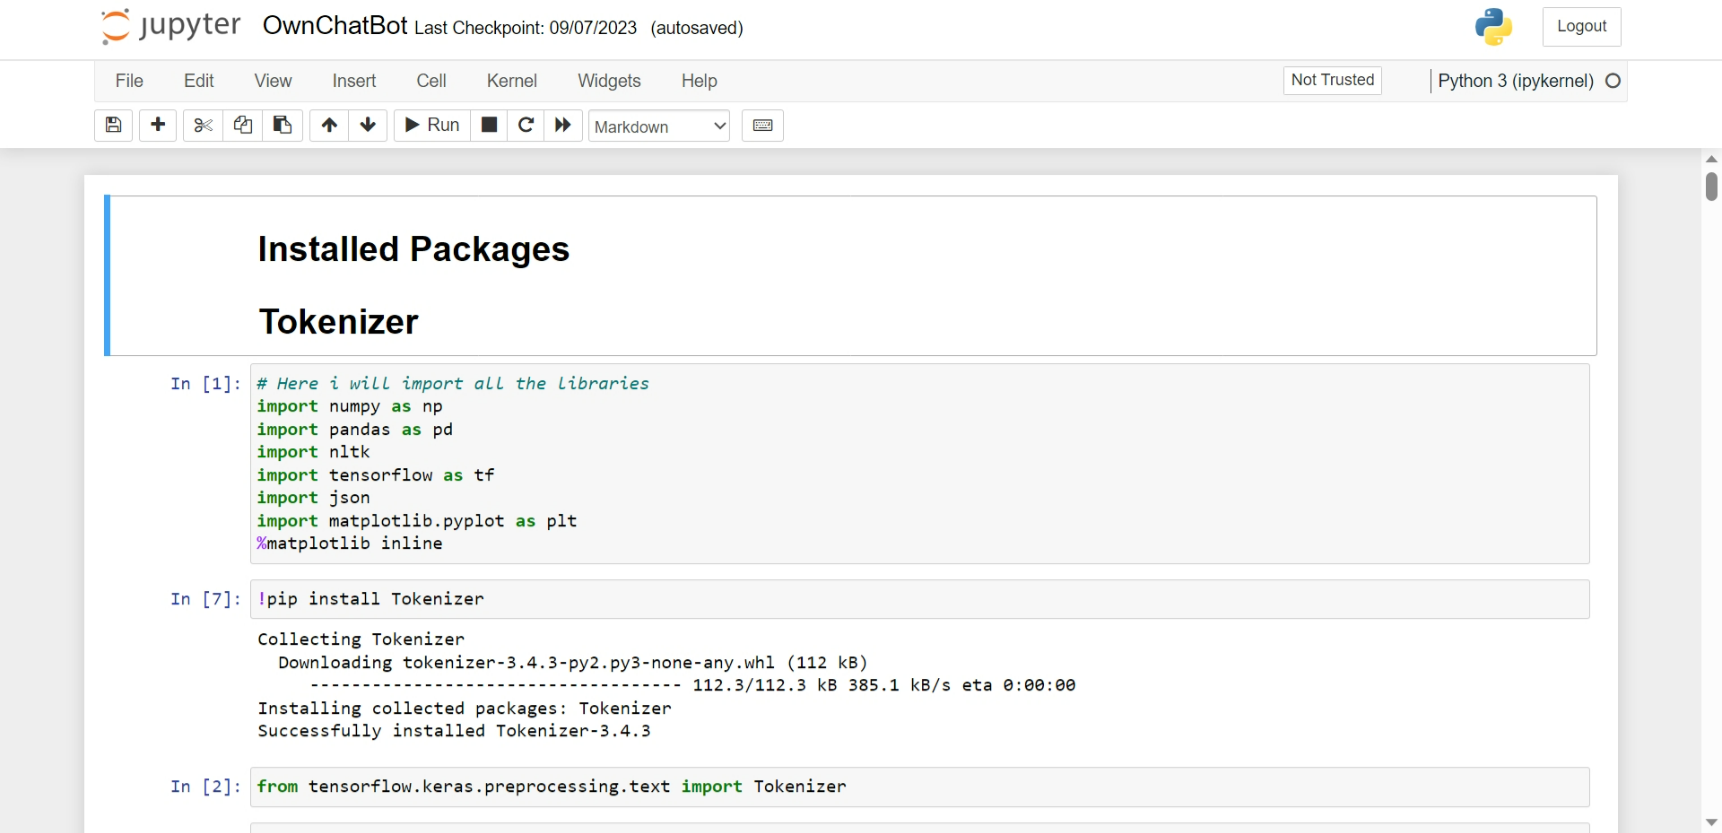 jupyter OwnChatBot Last Checkpoint: 09/07/2023 (autosaved) Logout
File Edit View Insert Cell Kernel Widgets Help Not Trusted Python 3 (ipykernel)
Run Markdown
Installed Packages
Tokenizer
In [1]: # Here i will import all the libraries
import numpy as np
import pandas as pd
import nltk
import tensorflow as tf
import json
import matplotlib.pyplot as plt
%matplotlib inline
In [7]: !pip install Tokenizer
Collecting Tokenizer
Downloading tokenizer-3.4.3-py2.py3-none-any.whl (112 kB)
------------------------------------ 112.3/112.3 kB 385.1 kB/s eta 0:00:00
Installing collected packages: Tokenizer
Successfully installed Tokenizer-3.4.3
In [2]: from tensorflow.keras.preprocessing.text import Tokenizer